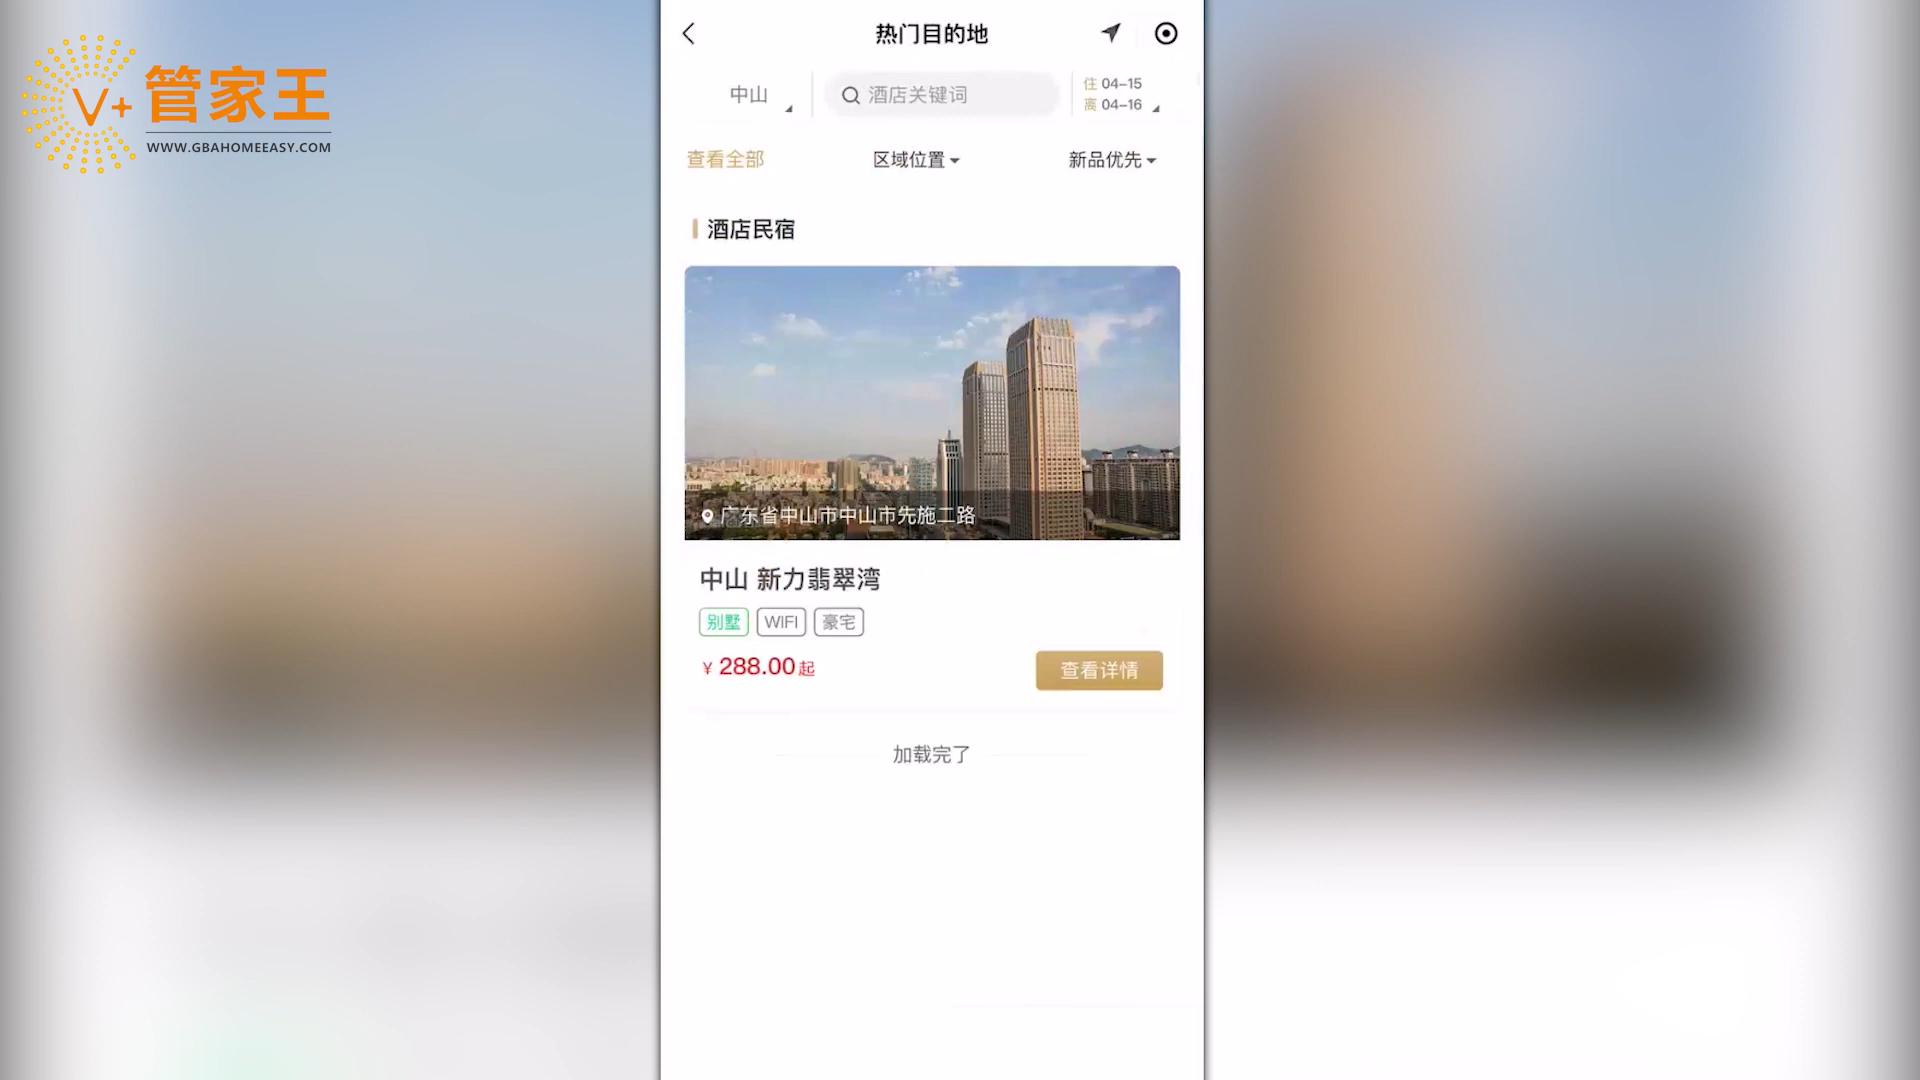 V+
管家王
WWW.GBAHOMEEASY.COM
热门目的地
中山
酒店关键词
住 04-15
离 04-16
查看全部
区域位置
新品优先
酒店民宿
广东省中山市中山市先施二路
中山 新力翡翠湾
别墅
WIFI
豪宅
¥ 288.00起
查看详情
加载完了